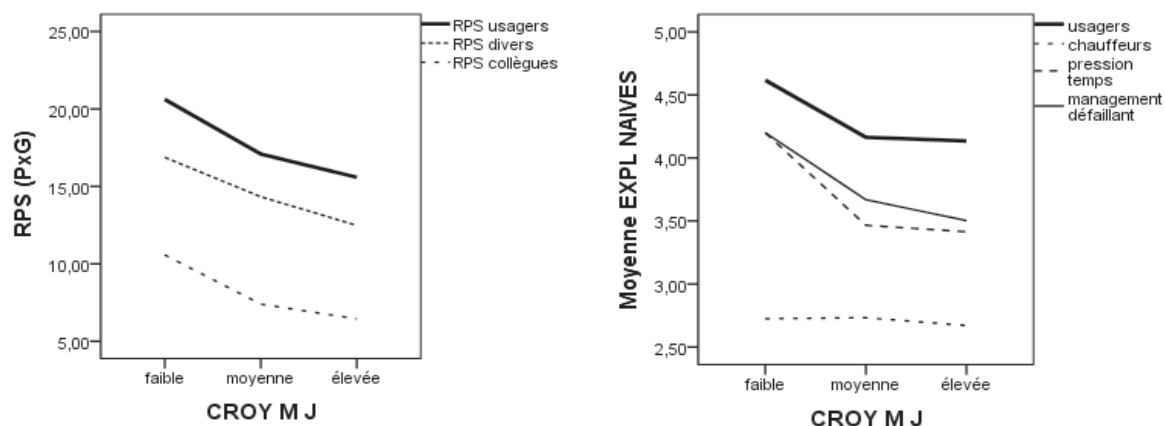 RPS usagers
RPS divers
RPS collègues
25,00
20,00
15,00
10,00
5,00
RPS (PxG)
faible moyenne élevée
CROY M J
usagers
chauffeurs
pression
temps
management
défaillant
5,00
4,50
4,00
3,50
3,00
2,50
Moyenne EXPL NAIVES
faible moyenne élevée
CROY M J